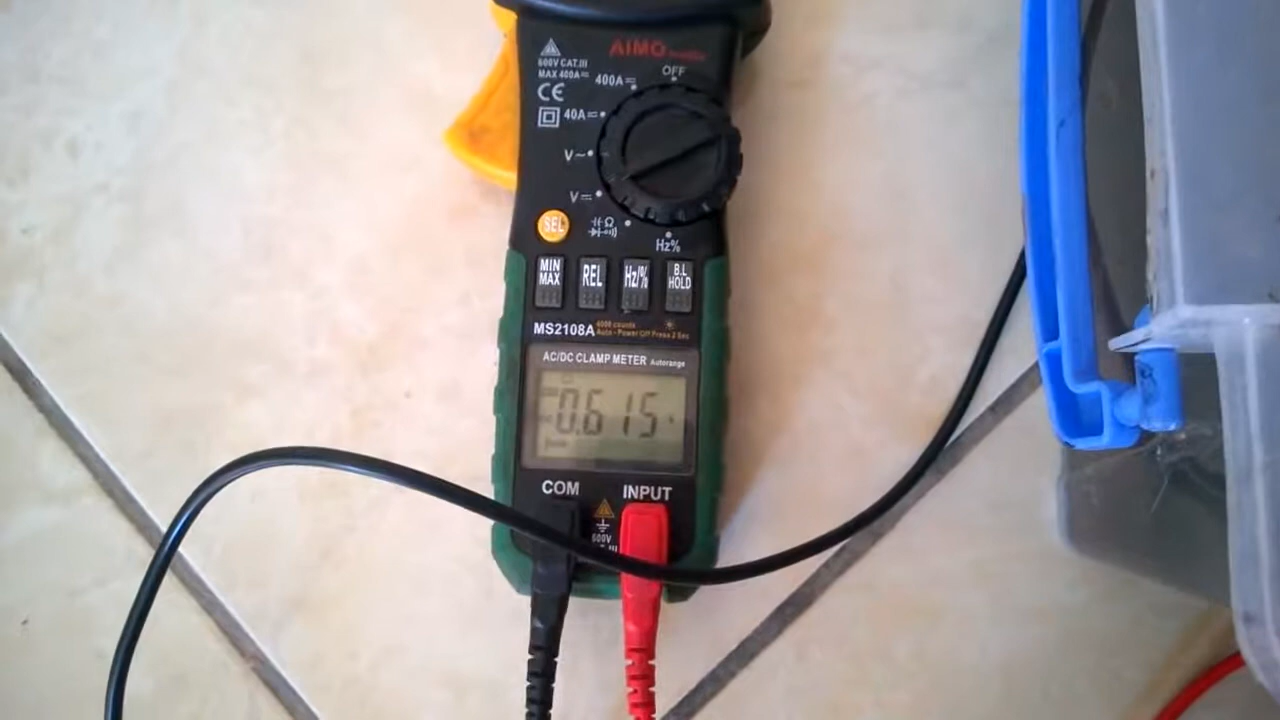 AIMO
600V CAT.III
MAX 400A
OFF
400A
CE
40A
V~
V
SEL
Ω
Hz%
MIN MAX
REL
Hz/%
B.L HOLD
MS2108A
4000 counts
Auto - Power Off Press 2 Sec
AC/DC CLAMP METER Autorange
-0.615
COM
INPUT
600V